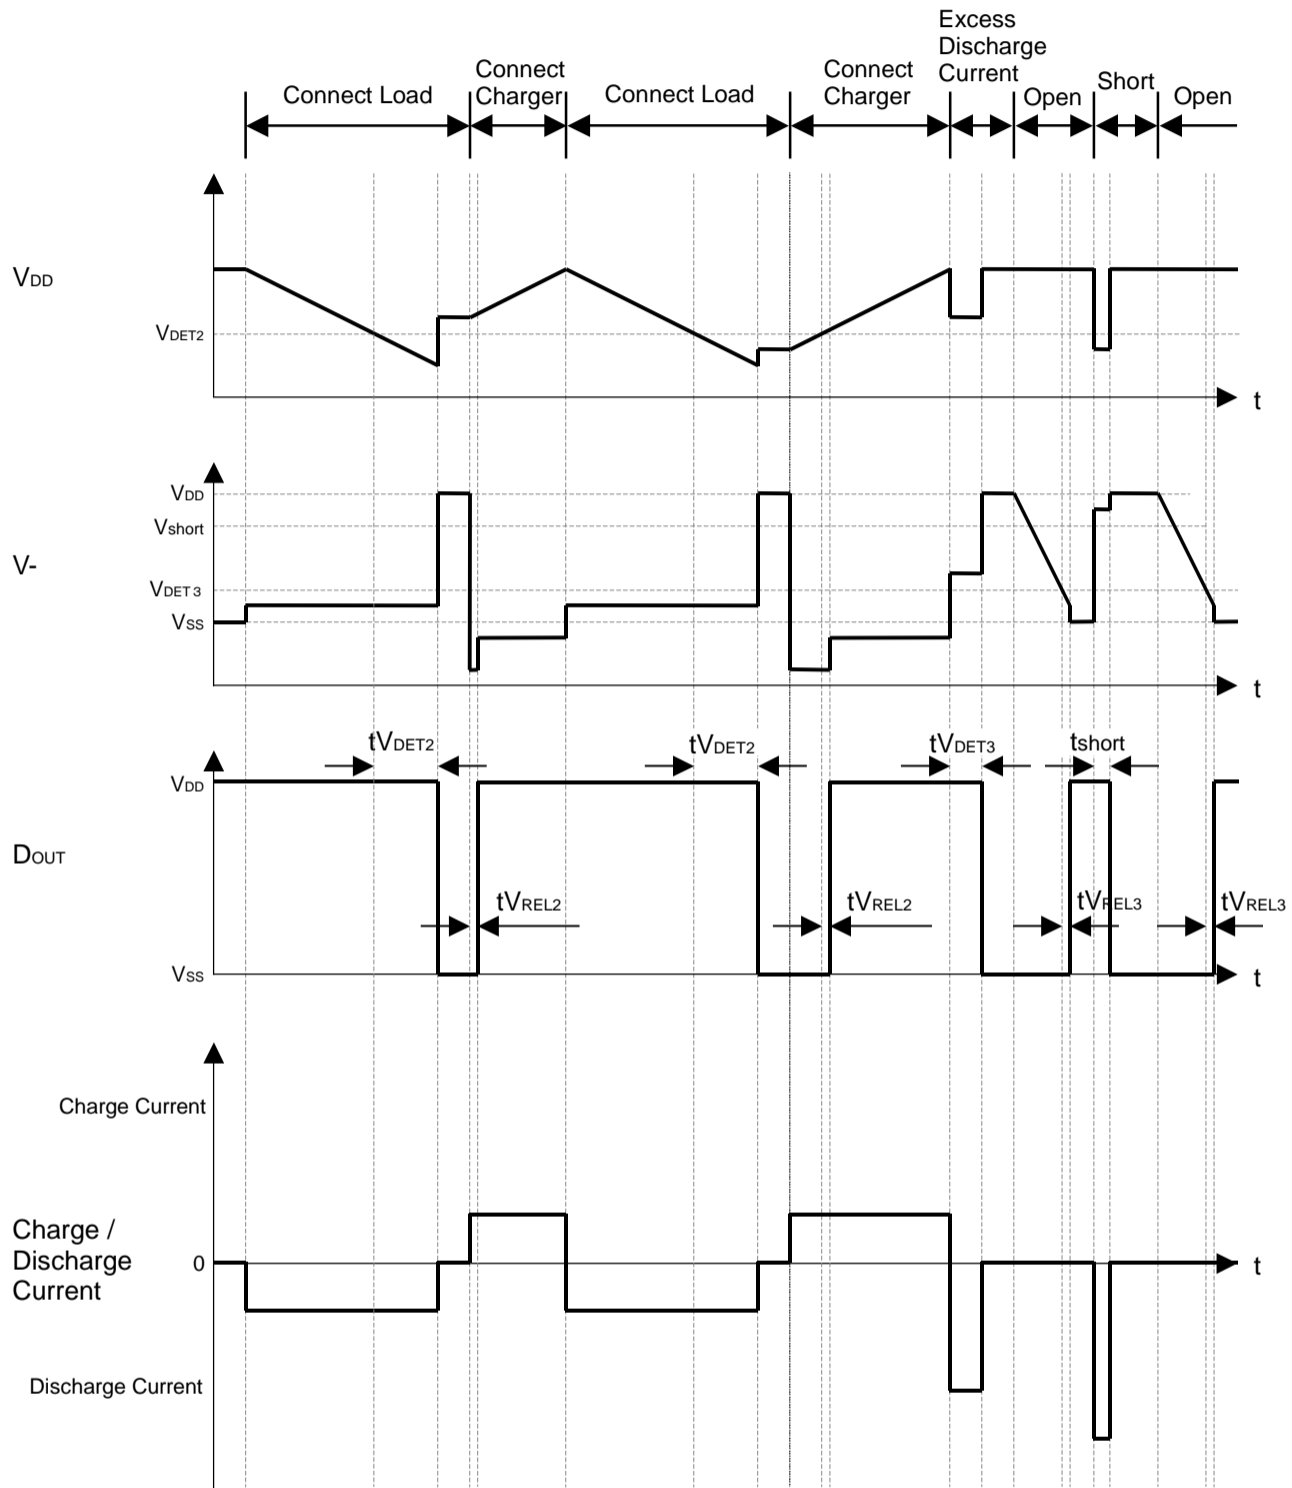 Excess
Discharge
Current
Connect
Charger
Connect
Charger
Connect Load
Connect Load
Open
Short
Open
VDD
VDET2
t
VDD
Vshort
V-
VDET3
VSS
t
tVDET2
tVDET2
tVDET3
tshort
VDD
DOUT
tVREL2
tVREL2
tVREL3
tVREL3
VSS
t
Charge Current
Charge /
Discharge
Current
0
t
Discharge Current